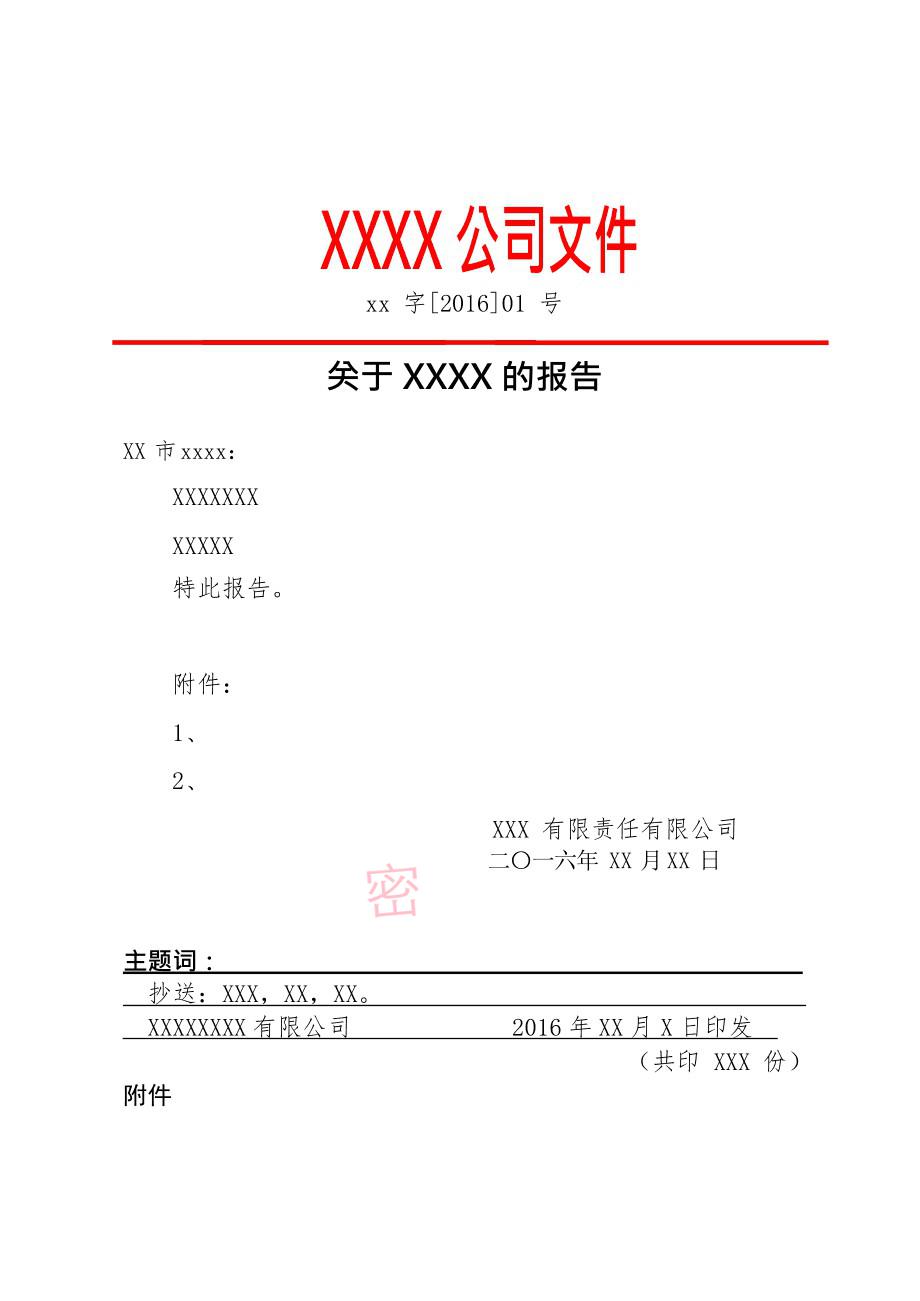 XXXX 公司文件
xx 字[2016]01 号
关于 XXXX 的报告
XX 市xxxx：
XXXXXXX
XXXXX
特此报告。
附件：
1、
2、
XXX 有限责任有限公司
二〇一六年 XX 月 XX 日
密
主题词：
抄送：XXX，XX，XX。
XXXXXXXX 有限公司 2016 年 XX 月 X 日印发
（共印 XXX 份）
附件